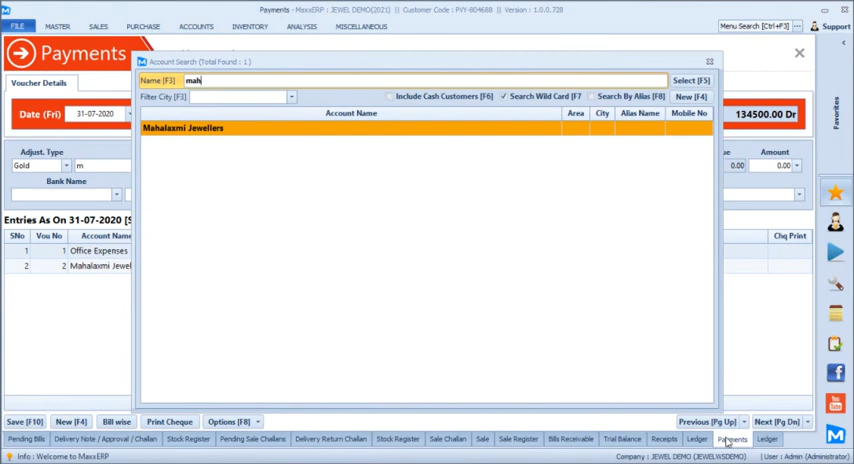 Payments - MaxxERP : JEWEL DEMO(2021) || Customer Code : PVY-804688 || Version : 1.0.0.728
FILE MASTER SALES PURCHASE ACCOUNTS INVENTORY ANALYSIS MISCELLANEOUS Menu Search [Ctrl+F3] ... Support
Payments
Account Search (Total Found : 1 )
Name [F3] mah Select [F5]
Voucher Details
Filter City [F3] Include Cash Customers [F6] Search Wild Card [F7 Search By Alias [F8] New [F4]
Account Name Area City Alias Name Mobile No
Date (Fri) 31-07-2020 134500.00 Dr
Mahalaxmi Jewellers
Favorites
Adjust. Type ue Amount
Gold m 0.00 0.00
Bank Name
Entries As On 31-07-2020 [S
SNo Vou No Account Name Chq Print
1 1 Office Expenses
2 2 Mahalaxmi Jewel
Save [F10] New [F4] Bill wise Print Cheque Options [F8] Previous [Pg Up] Next [Pg Dn]
Pending Bills Delivery Note / Approval / Challan Stock Register Pending Sale Challans Delivery Return Challan Stock Register Sale Challan Sale Sale Register Bills Receivable Trial Balance Receipts Ledger Payments Ledger
Info : Welcome to MaxxERP Company : JEWEL DEMO (JEWELWSDEMO) User : Admin (Administrator)
You Tube